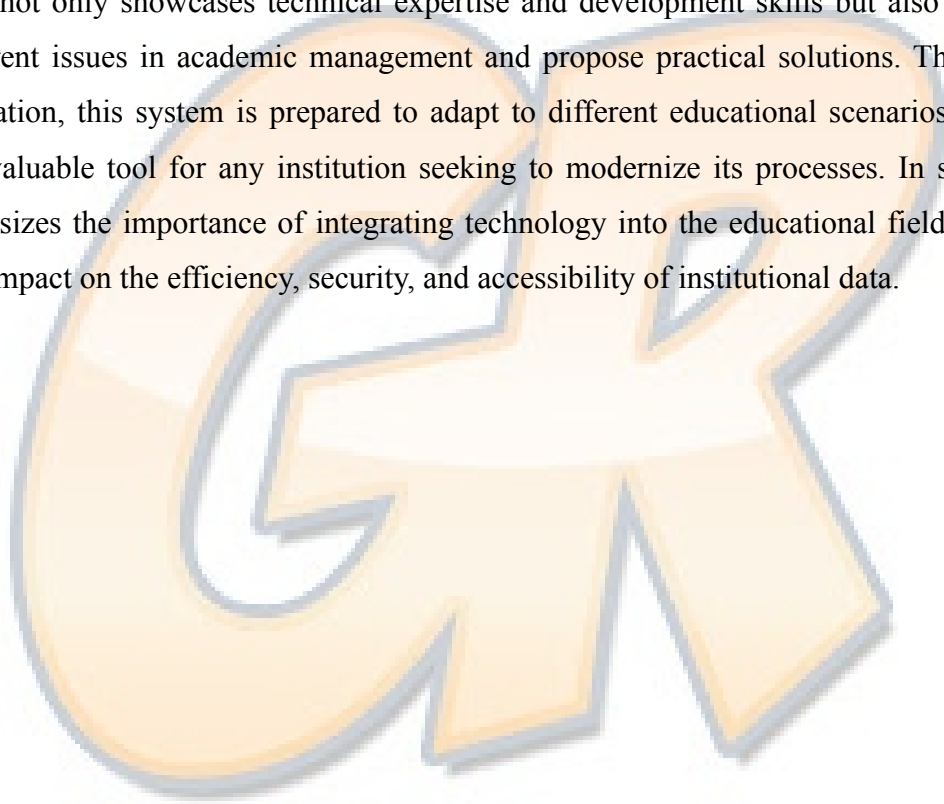 not only showcases technical expertise and development skills but also
ent issues in academic management and propose practical solutions. Th
ation, this system is prepared to adapt to different educational scenarios
valuable tool for any institution seeking to modernize its processes. In s
sizes the importance of integrating technology into the educational field
mpact on the efficiency, security, and accessibility of institutional data.
GR